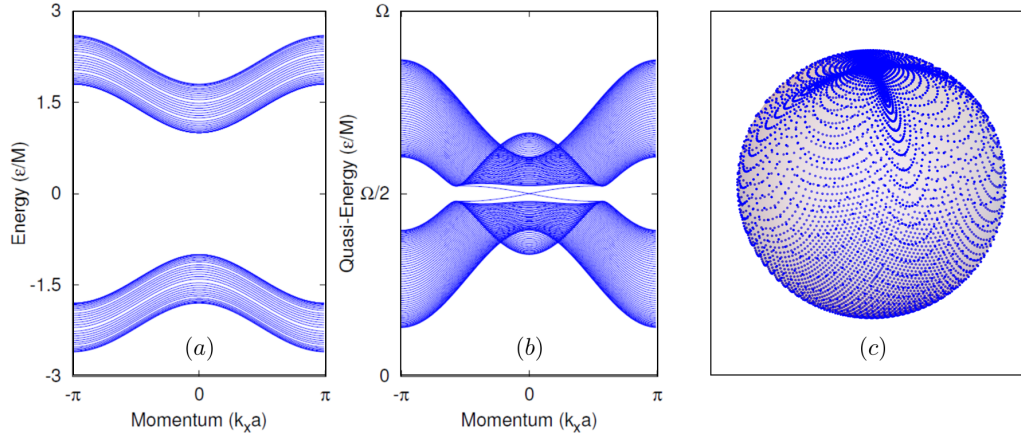 3
1.5
0
-1.5
-3
Energy (ε/M)
-π
0
π
Momentum (kₓa)
(a)
Ω
Ω/2
0
Quasi-Energy (ε/M)
-π
0
π
Momentum (kₓa)
(b)
(c)